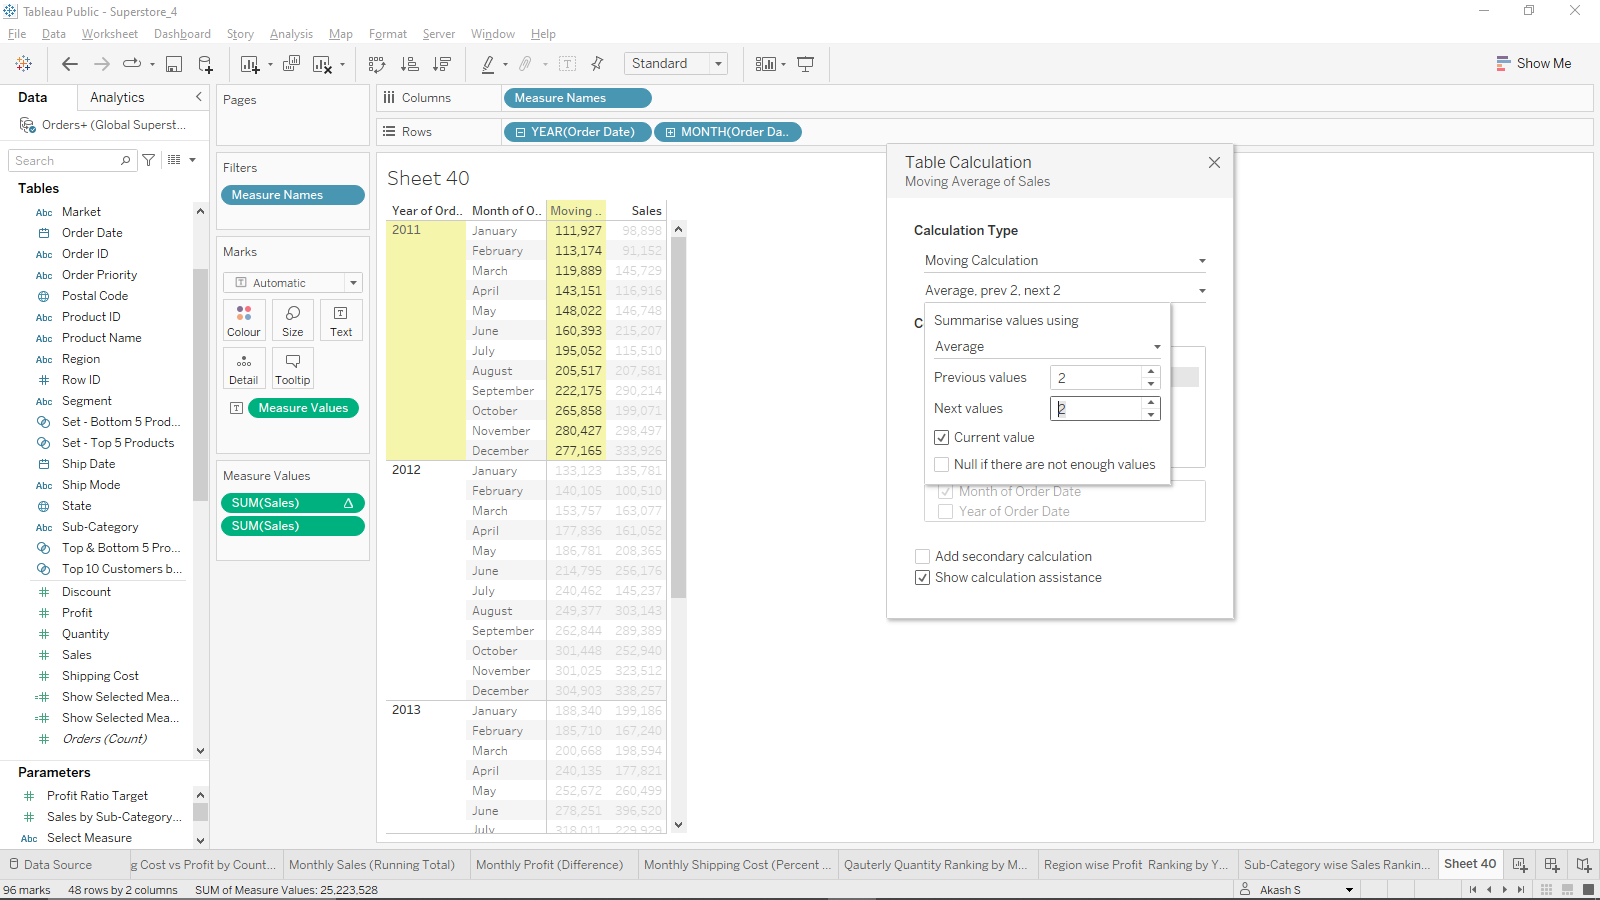 Tableau Public - Superstore_4
File Data Worksheet Dashboard Story Analysis Map Format Server Window Help
Standard
Show Me
Data Analytics
Orders+ (Global Superst...
Search
Tables
Abc Market
Order Date
Abc Order ID
Abc Order Priority
Postal Code
Abc Product ID
Abc Product Name
Abc Region
Row ID
Abc Segment
Set - Bottom 5 Prod...
Set - Top 5 Products
Ship Date
Abc Ship Mode
State
Abc Sub-Category
Top & Bottom 5 Pro...
Top 10 Customers b...
Discount
Profit
Quantity
Sales
Shipping Cost
Show Selected Mea...
Show Selected Mea...
Orders (Count)
Parameters
Profit Ratio Target
Sales by Sub-Category...
Abc Select Measure
Pages
Filters
Measure Names
Marks
Automatic
Colour Size Text
Detail Tooltip
Measure Values
Measure Values
SUM(Sales)
SUM(Sales)
Columns Measure Names
Rows YEAR(Order Date) MONTH(Order Da..
Sheet 40
Year of Ord.. Month of O.. Moving .. Sales
2011 January 111,927 98,898
February 113,174 91,152
March 119,889 145,729
April 143,151 116,916
May 148,022 146,748
June 160,393 215,207
July 195,052 115,510
August 205,517 207,581
September 222,175 290,214
October 265,858 199,071
November 280,427 298,497
December 277,165 333,926
2012 January 133,123 135,781
February 140,105 100,510
March 153,757 163,077
April 177,836 161,052
May 186,781 208,365
June 214,795 256,176
July 240,462 145,237
August 249,377 303,143
September 262,844 289,389
October 301,448 252,940
November 301,025 323,512
December 304,903 338,257
2013 January 188,340 199,186
February 185,710 167,240
March 200,668 198,594
April 240,135 177,821
May 252,672 260,499
June 278,251 396,520
July 318,011 229,929
Table Calculation
Moving Average of Sales
Calculation Type
Moving Calculation
Average, prev 2, next 2
C
Summarise values using
Average
Previous values 2
Next values 2
Current value
Null if there are not enough values
Month of Order Date
Year of Order Date
Add secondary calculation
Show calculation assistance
Data Source g Cost vs Profit by Count... Monthly Sales (Running Total) Monthly Profit (Difference) Monthly Shipping Cost (Percent ... Qauterly Quantity Ranking by M... Region wise Profit Ranking by Y... Sub-Category wise Sales Rankin... Sheet 40
96 marks 48 rows by 2 columns SUM of Measure Values: 25,223,528 Akash S